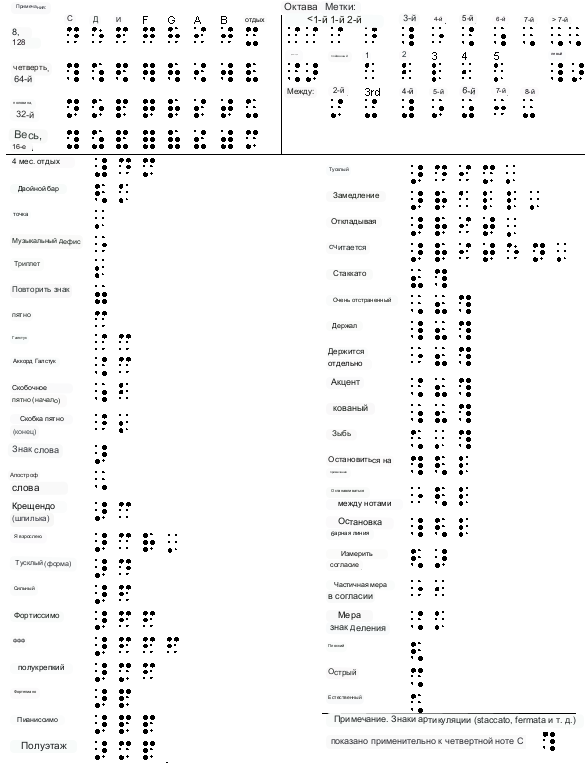 Примечание
С Д И F G A B отдых
8,
128
четверть,
64-й
32-й
Весь,
16-е
Октава Метки:
<1-й 1-й 2-й 3-й 4-й 5-й 6-й 7-й > 7-й
1 2 3 4 5
Между: 2-й 3rd 4-й 5-й 6-й 7-й 8-й
4 мес. отдых
Двойной бар
точка
Музыкальный Дефис
Триплет
Повторить знак
пятно
Галстук
Аккорд Галстук
Скобочное
пятно (начало)
Скобка пятно
(конец)
Знак слова
Апостроф
слова
Крещендо
(шпилька)
Я взрослею
Тусклый (форма)
Сильный
Фортиссимо
ффф
полукрепкий
Фортепиано
Пианиссимо
Полуэтаж
Тусклый
Замедление
Откладывая
считается
Стаккато
Очень отстраненный
Держал
Держится
отдельно
Акцент
кованый
Зыбь
Остановиться на
между нотами
Остановка
барная линия
Измерить
согласие
Частичная мера
в согласии
Мера
знак деления
Плоский
Острый
Естественный
Примечание. Знаки артикуляции (staccato, fermata и т. д.)
показано применительно к четвертной ноте С